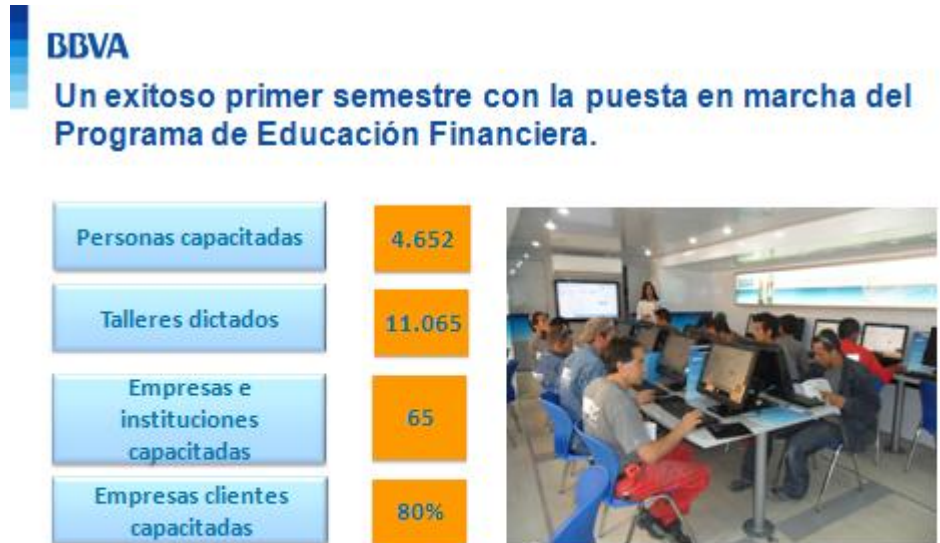 BBVA
Un exitoso primer semestre con la puesta en marcha del
Programa de Educación Financiera.
Personas capacitadas
4.652
Talleres dictados
11.065
Empresas e
instituciones
capacitadas
65
Empresas clientes
capacitadas
80%